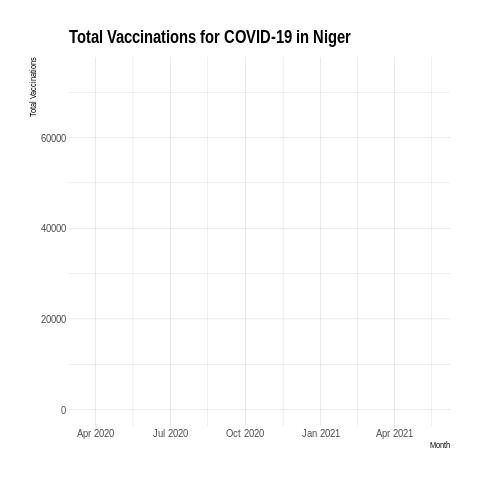 Total Vaccinations for COVID-19 in Niger
Total Vaccinations
60000
40000
20000
0
Apr 2020 Jul 2020 Oct 2020 Jan 2021 Apr 2021
Month